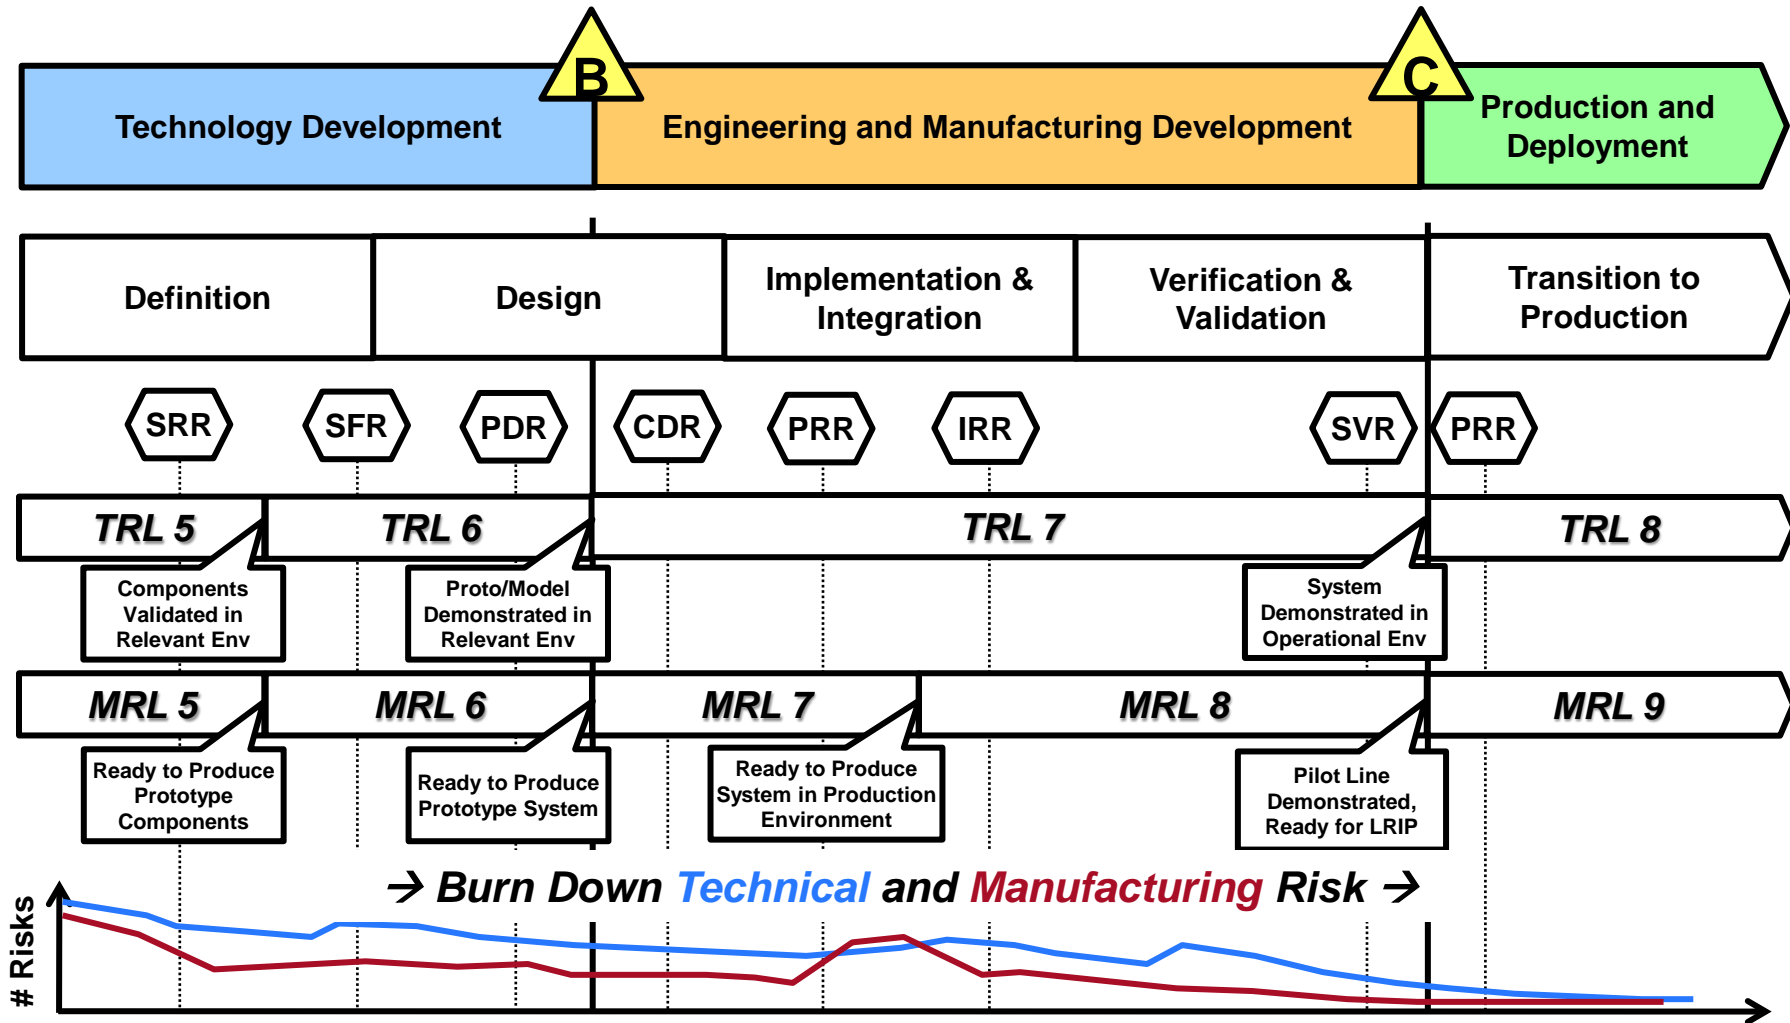 B
C
Technology Development
Engineering and Manufacturing Development
Production and
Deployment
Definition
Design
Implementation &
Integration
Verification &
Validation
Transition to
Production
SRR
SFR
PDR
CDR
PRR
IRR
SVR
PRR
TRL 5
TRL 6
TRL 7
TRL 8
Components
Validated in
Relevant Env
Proto/Model
Demonstrated in
Relevant Env
System
Demonstrated in
Operational Env
MRL 5
MRL 6
MRL 7
MRL 8
MRL 9
Ready to Produce
Prototype
Components
Ready to Produce
Prototype System
Ready to Produce
System in Production
Environment
Pilot Line
Demonstrated,
Ready for LRIP
→ Burn Down Technical and Manufacturing Risk →
# Risks